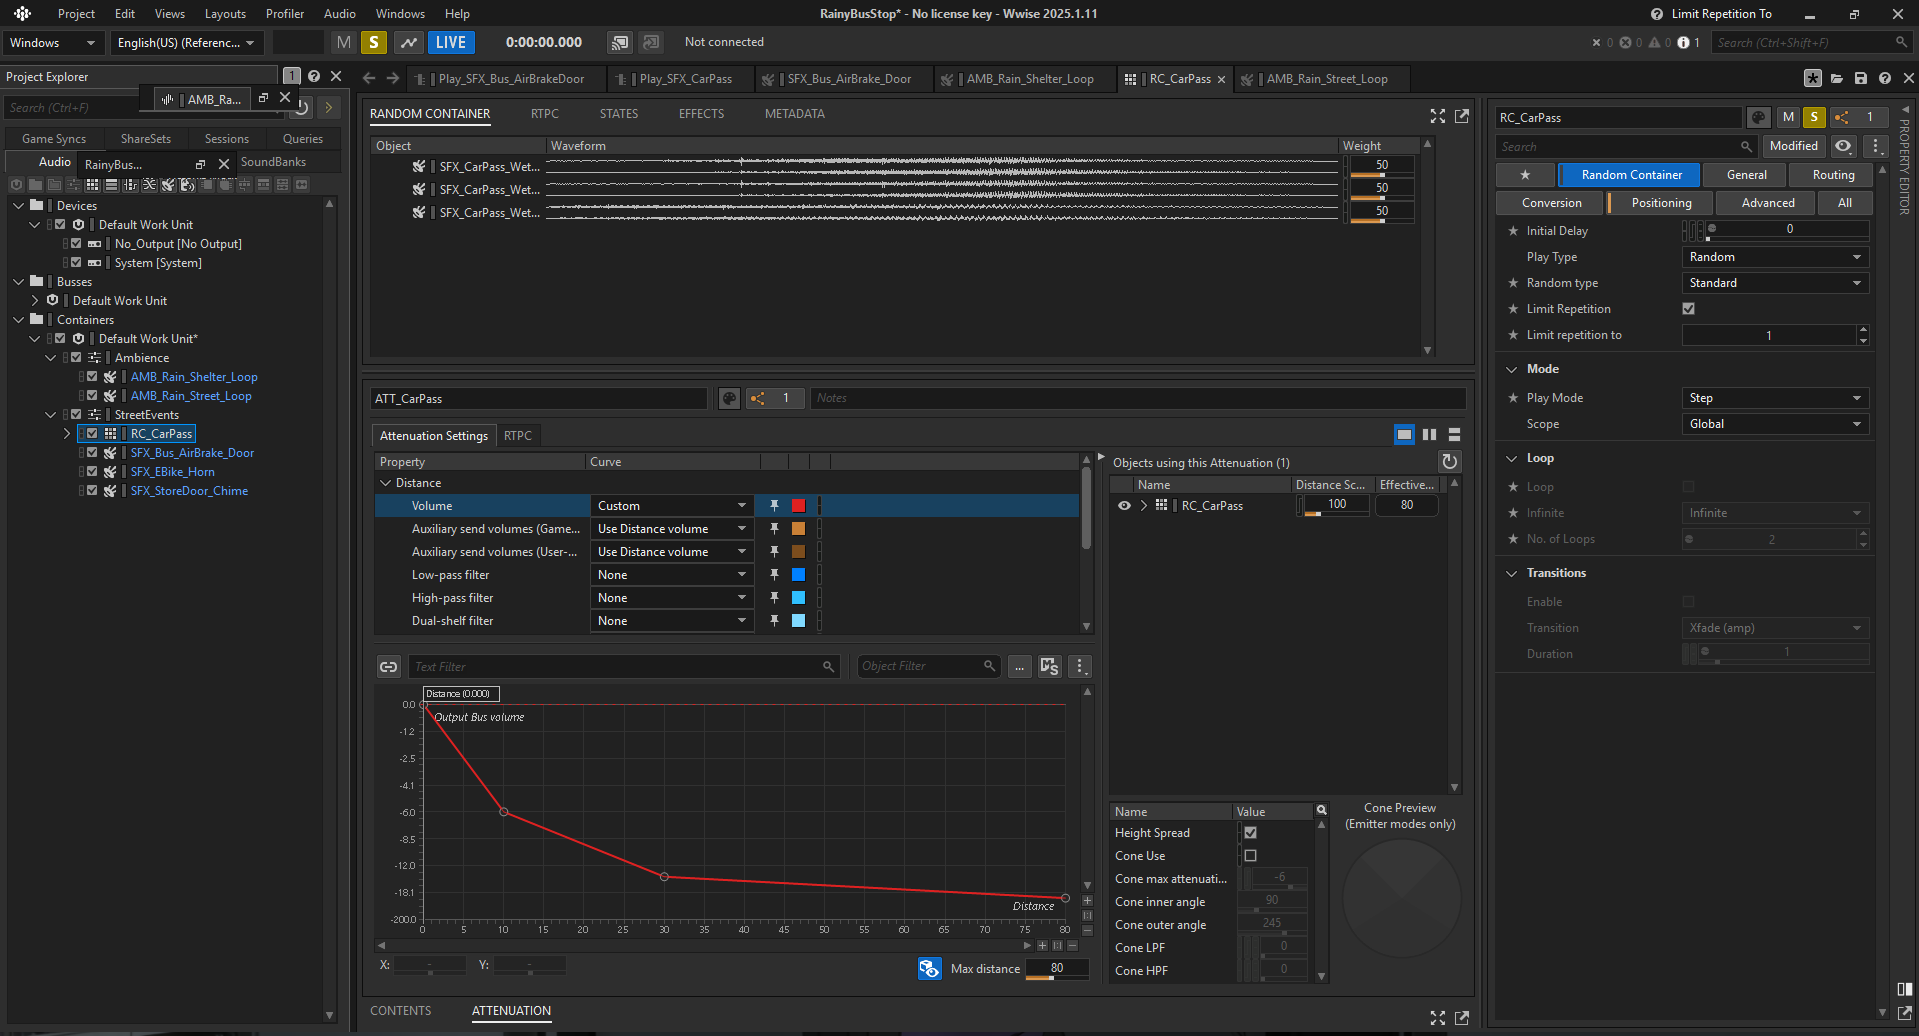 Project Edit Views Layouts Profiler Audio Windows Help
RainyBusStop* - No license key - Wwise 2025.1.11
Limit Repetition To
Windows English(US) (Referenc... M S LIVE 0:00:00.000 Not connected
0 0 0 1 Search (Ctrl+Shift+F)
Project Explorer 1
Search (Ctrl+F) AMB_Ra...
Game Syncs ShareSets Sessions Queries
Audio RainyBus... SoundBanks
Devices
Default Work Unit
No_Output [No Output]
System [System]
Busses
Default Work Unit
Containers
Default Work Unit*
Ambience
AMB_Rain_Shelter_Loop
AMB_Rain_Street_Loop
StreetEvents
RC_CarPass
SFX_Bus_AirBrake_Door
SFX_EBike_Horn
SFX_StoreDoor_Chime
Play_SFX_Bus_AirBrakeDoor Play_SFX_CarPass SFX_Bus_AirBrake_Door AMB_Rain_Shelter_Loop RC_CarPass AMB_Rain_Street_Loop
RANDOM CONTAINER RTPC STATES EFFECTS METADATA
Object Waveform Weight
SFX_CarPass_Wet... 50
SFX_CarPass_Wet... 50
SFX_CarPass_Wet... 50
ATT_CarPass 1 Notes
Attenuation Settings RTPC
Property Curve
Distance
Volume Custom
Auxiliary send volumes (Game... Use Distance volume
Auxiliary send volumes (User-... Use Distance volume
Low-pass filter None
High-pass filter None
Dual-shelf filter None
Objects using this Attenuation (1)
Name Distance Sc... Effective...
RC_CarPass 100 80
Text Filter Object Filter ... MS
Distance (0.000)
Output Bus volume
0.0
-1.2
-2.5
-4.1
-6.0
-8.5
-12.0
-18.1
-200.0
Distance
0 5 10 15 20 25 30 35 40 45 50 55 60 65 70 75 80
X: - Y: - Max distance 80
Name Value
Height Spread
Cone Use
Cone max attenuati... -6
Cone inner angle 90
Cone outer angle 245
Cone LPF 0
Cone HPF 0
Cone Preview
(Emitter modes only)
CONTENTS ATTENUATION
RC_CarPass M S 1
Search Modified
Random Container General Routing
Conversion Positioning Advanced All
Initial Delay 0
Play Type Random
Random type Standard
Limit Repetition
Limit repetition to 1
Mode
Play Mode Step
Scope Global
Loop
Loop
Infinite Infinite
No. of Loops 2
Transitions
Enable
Transition Xfade (amp)
Duration 1
PROPERTY EDITOR